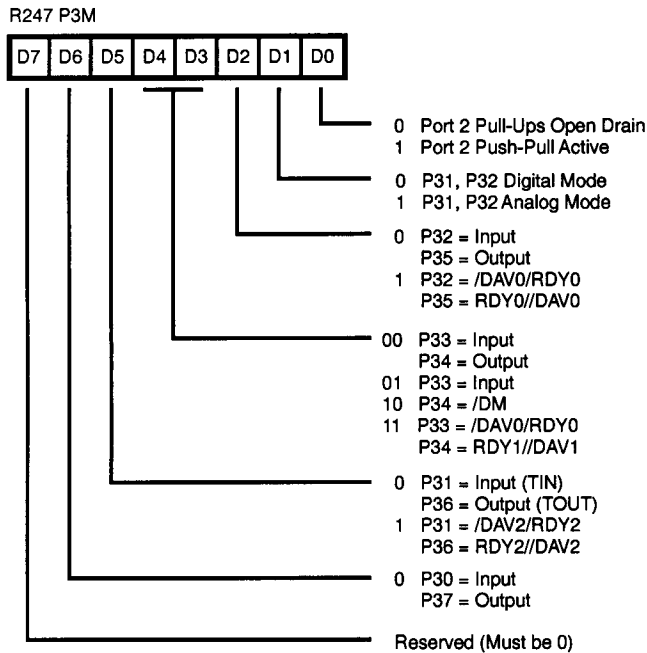 R247 P3M
D7 D6 D5 D4 D3 D2 D1 D0
0 Port 2 Pull-Ups Open Drain
1 Port 2 Push-Pull Active
0 P31, P32 Digital Mode
1 P31, P32 Analog Mode
0 P32 = Input
P35 = Output
1 P32 = /DAV0/RDY0
P35 = RDY0//DAV0
00 P33 = Input
P34 = Output
01 P33 = Input
10 P34 = /DM
11 P33 = /DAV0/RDY0
P34 = RDY1//DAV1
0 P31 = Input (TIN)
P36 = Output (TOUT)
1 P31 = /DAV2/RDY2
P36 = RDY2//DAV2
0 P30 = Input
P37 = Output
Reserved (Must be 0)